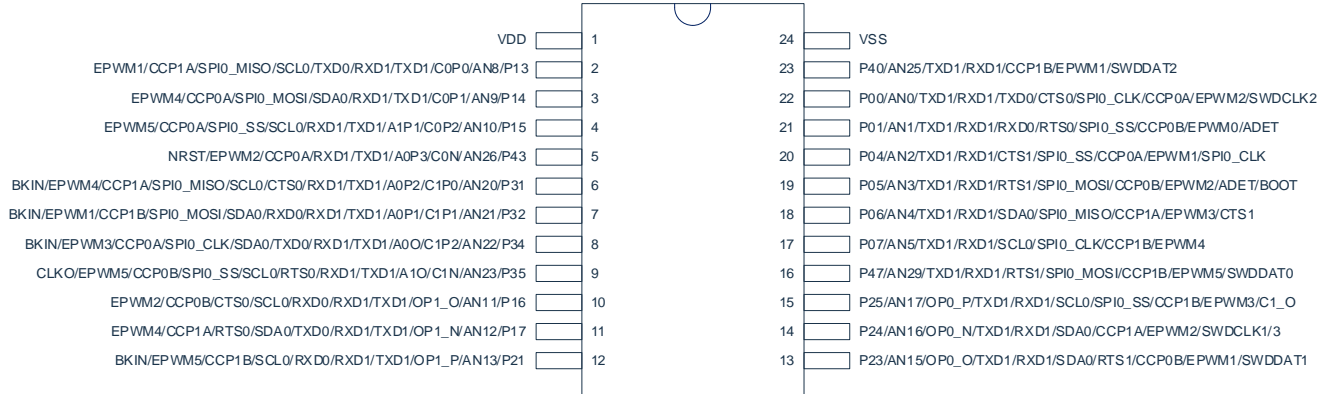 VDD 1 24 VSS
EPWM1/CCP1A/SPI0_MISO/SCL0/TXD0/RXD1/TXD1/C0P0/AN8/P13 2 23 P40/AN25/TXD1/RXD1/CCP1B/EPWM1/SWDDAT2
EPWM4/CCP0A/SPI0_MOSI/SDA0/RXD1/TXD1/C0P1/AN9/P14 3 22 P00/AN0/TXD1/RXD1/TXD0/CTS0/SPI0_CLK/CCP0A/EPWM2/SWDCLK2
EPWM5/CCP0A/SPI0_SS/SCL0/RXD1/TXD1/A1P1/C0P2/AN10/P15 4 21 P01/AN1/TXD1/RXD1/RXD0/RTS0/SPI0_SS/CCP0B/EPWM0/ADET
NRST/EPWM2/CCP0A/RXD1/TXD1/A0P3/C0N/AN26/P43 5 20 P04/AN2/TXD1/RXD1/CTS1/SPI0_SS/CCP0A/EPWM1/SPI0_CLK
BKIN/EPWM4/CCP1A/SPI0_MISO/SCL0/CTS0/RXD1/TXD1/A0P2/C1P0/AN20/P31 6 19 P05/AN3/TXD1/RXD1/RTS1/SPI0_MOSI/CCP0B/EPWM2/ADET/BOOT
BKIN/EPWM1/CCP1B/SPI0_MOSI/SDA0/RXD0/RXD1/TXD1/A0P1/C1P1/AN21/P32 7 18 P06/AN4/TXD1/RXD1/SDA0/SPI0_MISO/CCP1A/EPWM3/CTS1
BKIN/EPWM3/CCP0A/SPI0_CLK/SDA0/TXD0/RXD1/TXD1/A0O/C1P2/AN22/P34 8 17 P07/AN5/TXD1/RXD1/SCL0/SPI0_CLK/CCP1B/EPWM4
CLKO/EPWM5/CCP0B/SPI0_SS/SCL0/RTS0/RXD1/TXD1/A1O/C1N/AN23/P35 9 16 P47/AN29/TXD1/RXD1/RTS1/SPI0_MOSI/CCP1B/EPWM5/SWDDAT0
EPWM2/CCP0B/CTS0/SCL0/RXD0/RXD1/TXD1/OP1_O/AN11/P16 10 15 P25/AN17/OP0_P/TXD1/RXD1/SCL0/SPI0_SS/CCP1B/EPWM3/C1_O
EPWM4/CCP1A/RTS0/SDA0/TXD0/RXD1/TXD1/OP1_N/AN12/P17 11 14 P24/AN16/OP0_N/TXD1/RXD1/SDA0/CCP1A/EPWM2/SWDCLK1/3
BKIN/EPWM5/CCP1B/SCL0/RXD0/RXD1/TXD1/OP1_P/AN13/P21 12 13 P23/AN15/OP0_O/TXD1/RXD1/SDA0/RTS1/CCP0B/EPWM1/SWDDAT1